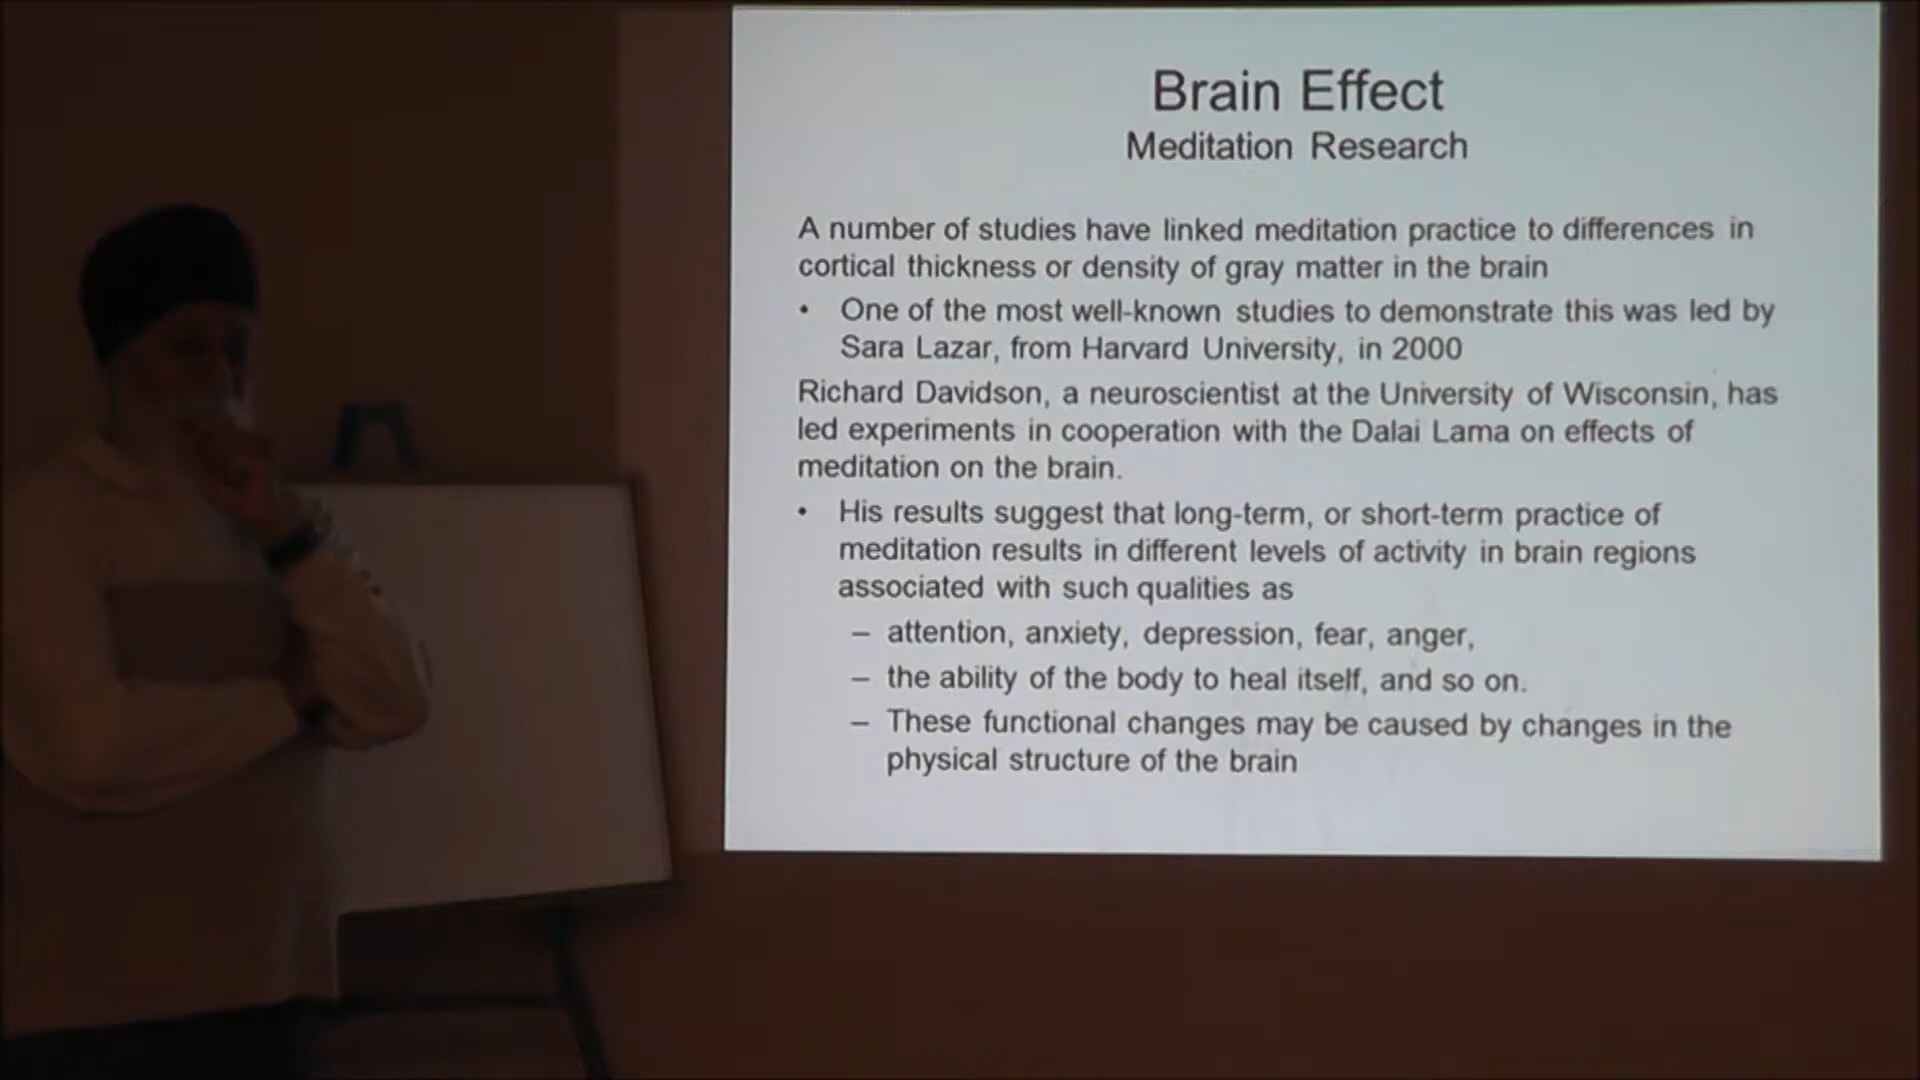 Brain Effect
Meditation Research
A number of studies have linked meditation practice to differences in
cortical thickness or density of gray matter in the brain
• One of the most well-known studies to demonstrate this was led by
Sara Lazar, from Harvard University, in 2000
Richard Davidson, a neuroscientist at the University of Wisconsin, has
led experiments in cooperation with the Dalai Lama on effects of
meditation on the brain.
• His results suggest that long-term, or short-term practice of
meditation results in different levels of activity in brain regions
associated with such qualities as
– attention, anxiety, depression, fear, anger,
– the ability of the body to heal itself, and so on.
– These functional changes may be caused by changes in the
physical structure of the brain